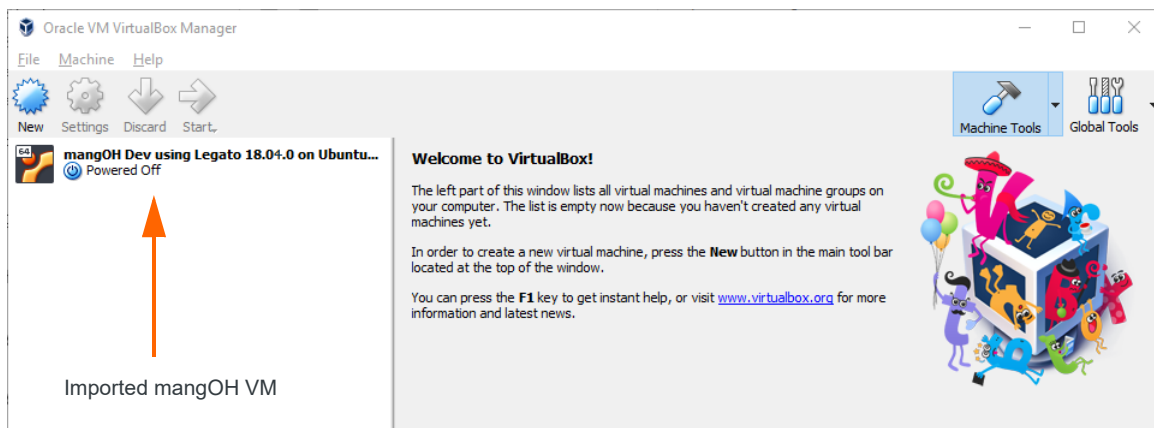 Oracle VM VirtualBox Manager
File Machine Help
New Settings Discard Start
Machine Tools Global Tools
64
mangOH Dev using Legato 18.04.0 on Ubuntu...
Powered Off
Imported mangOH VM
Welcome to VirtualBox!
The left part of this window lists all virtual machines and virtual machine groups on
your computer. The list is empty now because you haven't created any virtual
machines yet.
In order to create a new virtual machine, press the New button in the main tool bar
located at the top of the window.
You can press the F1 key to get instant help, or visit www.virtualbox.org for more
information and latest news.